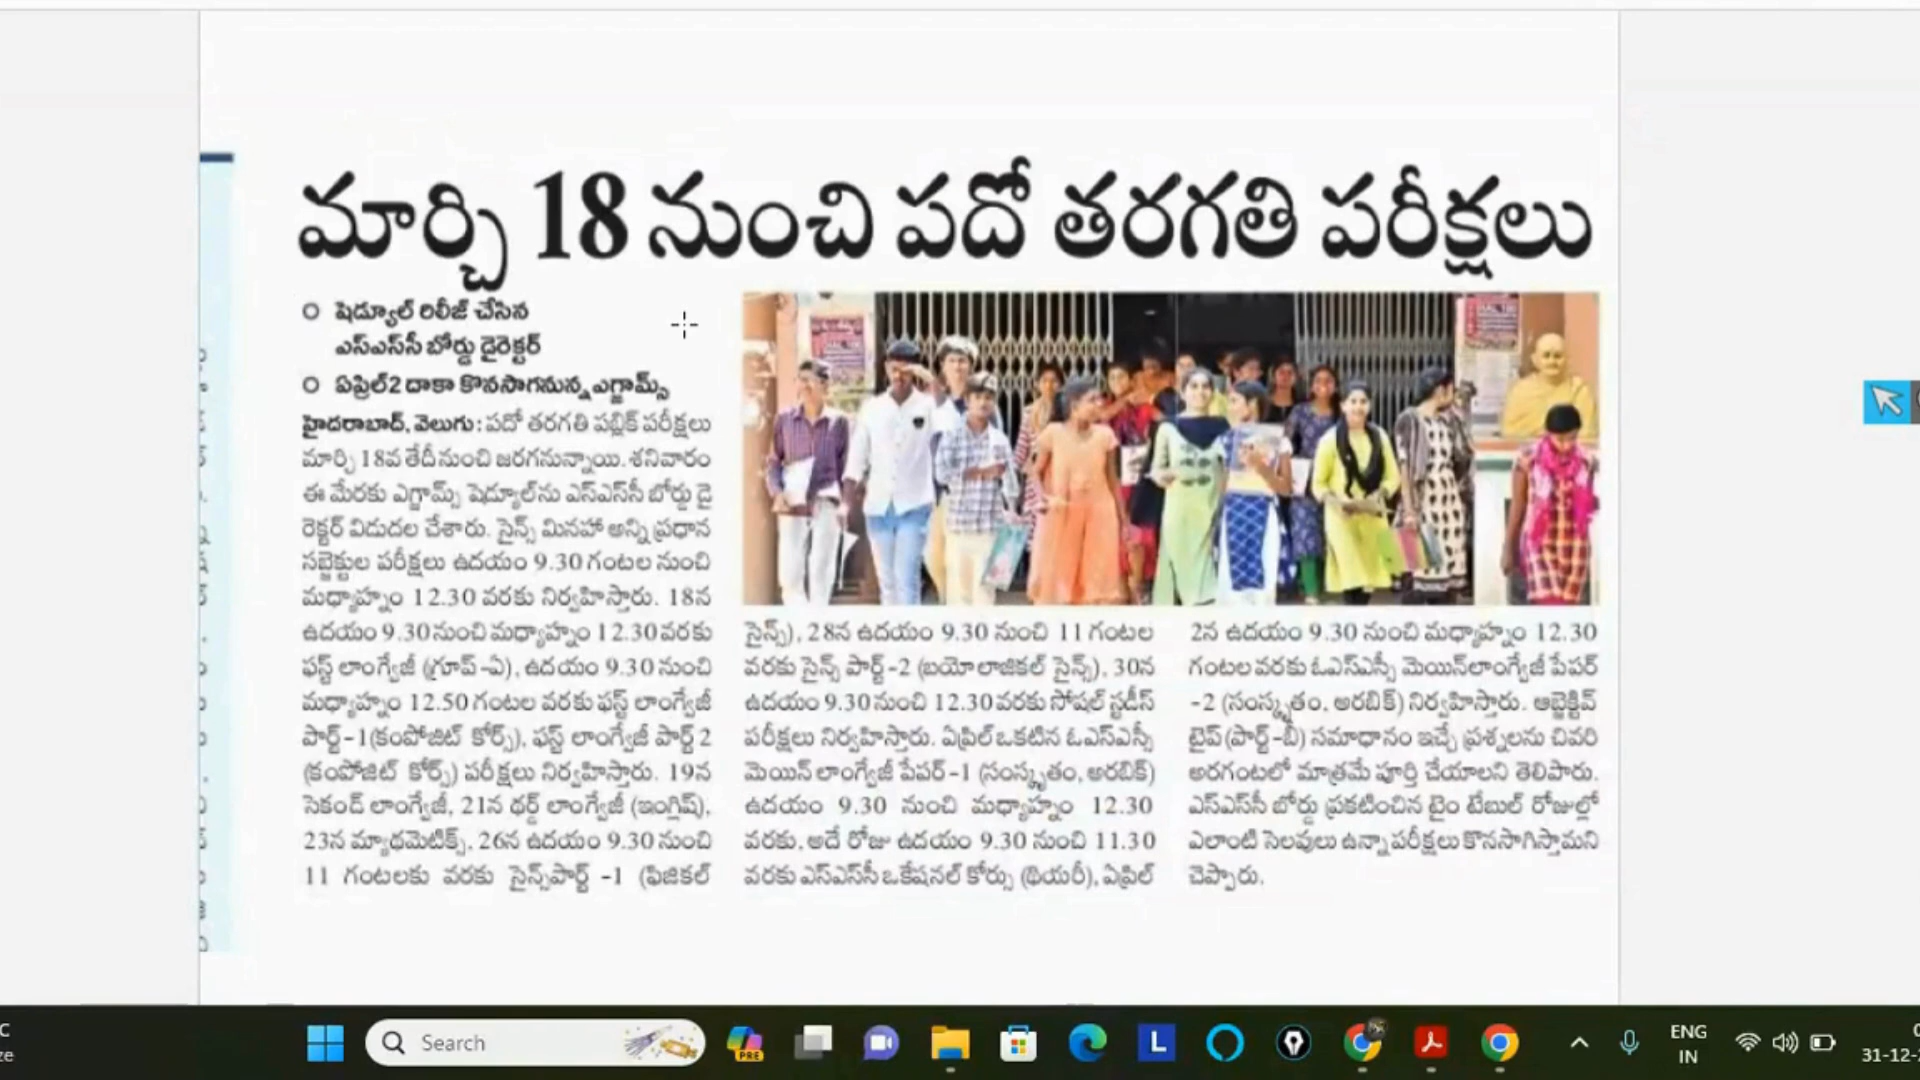 మార్చి 18 నుంచి పదో తరగతి పరీక్షలు
షెడ్యూల్ రిలీజ్ చేసిన
ఎస్ఎస్‌సీ బోర్డు డైరెక్టర్
ఏప్రిల్ 2 దాకా కొనసాగనున్న ఎగ్జామ్స్
హైదరాబాద్, వెలుగు: పదో తరగతి పబ్లిక్ పరీక్షలు
మార్చి 18వ తేదీ నుంచి జరగనున్నాయి. శనివారం
ఈ మేరకు ఎగ్జామ్స్ షెడ్యూల్‌ను ఎస్ఎస్‌సీ బోర్డు డై
రెక్టర్ విడుదల చేశారు. సైన్స్ మినహా అన్ని ప్రధాన
సబ్జెక్టుల పరీక్షలు ఉదయం 9.30 గంటల నుంచి
మధ్యాహ్నం 12.30 వరకు నిర్వహిస్తారు. 18న
ఉదయం 9.30 నుంచి మధ్యాహ్నం 12.30 వరకు
ఫస్ట్ లాంగ్వేజీ (గ్రూప్-ఏ), ఉదయం 9.30 నుంచి
మధ్యాహ్నం 12.50 గంటల వరకు ఫస్ట్ లాంగ్వేజీ
పార్ట్-1(కంపోజిట్ కోర్స్), ఫస్ట్ లాంగ్వేజీ పార్ట్ 2
(కంపోజిట్ కోర్స్) పరీక్షలు నిర్వహిస్తారు. 19న
సెకండ్ లాంగ్వేజీ, 21న థర్డ్ లాంగ్వేజీ (ఇంగ్లిష్),
23న మ్యాథమెటిక్స్, 26న ఉదయం 9.30 నుంచి
11 గంటలకు వరకు సైన్స్‌పార్ట్ -1 (ఫిజికల్
సైన్స్), 28న ఉదయం 9.30 నుంచి 11 గంటల
వరకు సైన్స్ పార్ట్-2 (బయోలాజికల్ సైన్స్), 30న
ఉదయం 9.30 నుంచి 12.30 వరకు సోషల్ స్టడీస్
పరీక్షలు నిర్వహిస్తారు. ఏప్రిల్ ఒకటిన ఓఎస్ఎస్సీ
మెయిన్ లాంగ్వేజీ పేపర్-1 (సంస్కృతం, అరబిక్)
ఉదయం 9.30 నుంచి మధ్యాహ్నం 12.30
వరకు, అదే రోజు ఉదయం 9.30 నుంచి 11.30
వరకు ఎస్ఎస్‌సీ ఒకేషనల్ కోర్సు (థియరీ), ఏప్రిల్
2న ఉదయం 9.30 నుంచి మధ్యాహ్నం 12.30
గంటల వరకు ఓఎస్ఎస్సీ మెయిన్‌లాంగ్వేజీ పేపర్
-2 (సంస్కృతం, అరబిక్) నిర్వహిస్తారు. ఆబ్జెక్టివ్
టైప్ (పార్ట్-బీ) సమాధానం ఇచ్చే ప్రశ్నలను చివరి
అరగంటలో మాత్రమే పూర్తి చేయాలని తెలిపారు.
ఎస్ఎస్‌సీ బోర్డు ప్రకటించిన టైం టేబుల్ రోజుల్లో
ఎలాంటి సెలవులు ఉన్నా పరీక్షలు కొనసాగిస్తామని
చెప్పారు.
Search
PRE
L
ENG
IN
31-12-